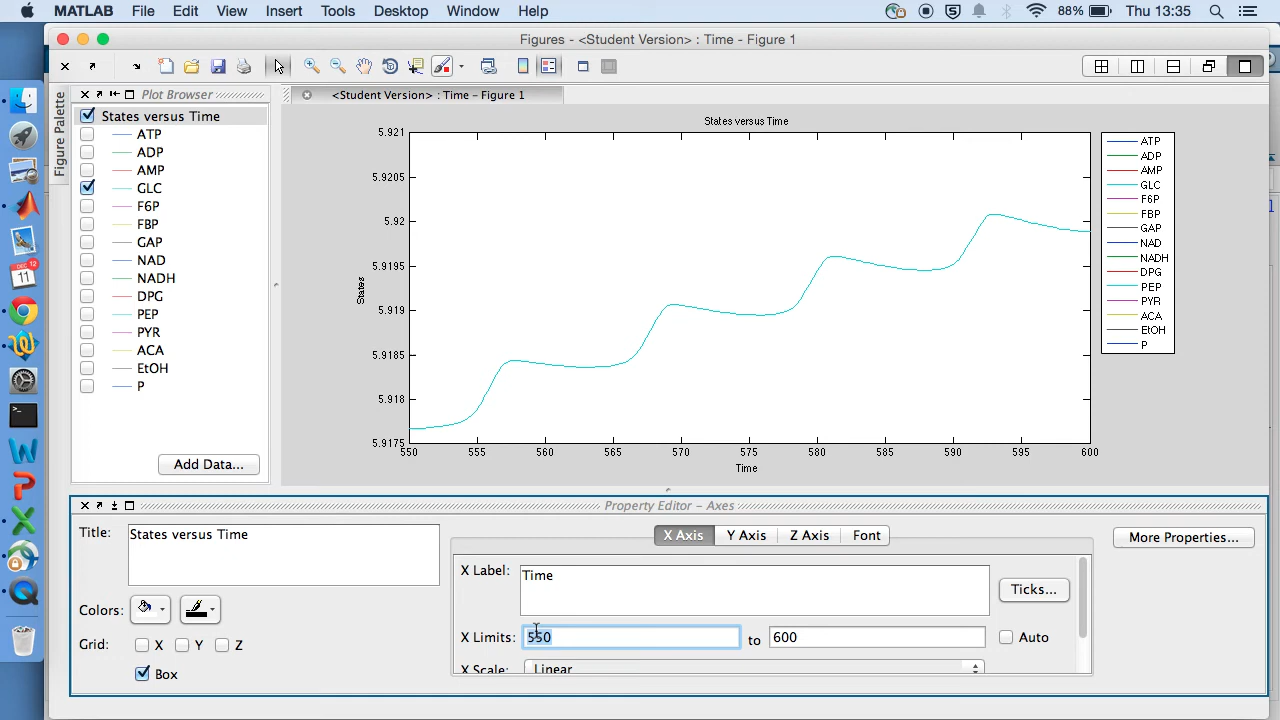 MATLAB File Edit View Insert Tools Desktop Window Help 88% Thu 13:35
Figures - <Student Version> : Time - Figure 1
Figure Palette
Plot Browser
States versus Time
ATP
ADP
AMP
GLC
F6P
FBP
GAP
NAD
NADH
DPG
PEP
PYR
ACA
EtOH
P
Add Data...
<Student Version> : Time - Figure 1
States versus Time
5.921
5.9205
5.92
5.9195
5.919
5.9185
5.918
5.9175
States
550 555 560 565 570 575 580 585 590 595 600
Time
ATP
ADP
AMP
GLC
F6P
FBP
GAP
NAD
NADH
DPG
PEP
PYR
ACA
EtOH
P
Property Editor - Axes
Title: States versus Time
Colors:
Grid: X Y Z
Box
X Axis Y Axis Z Axis Font
X Label: Time
Ticks...
X Limits: 550 to 600 Auto
X Scale: Linear
More Properties...
DEC 12
11